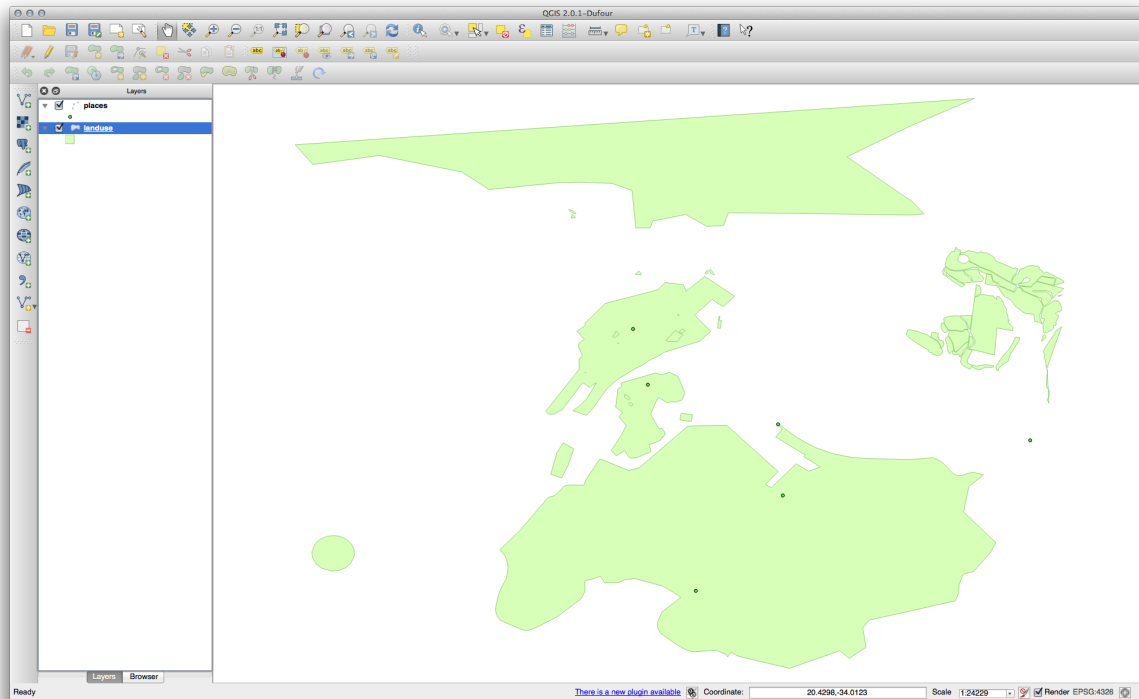 QGIS 2.0.1-Dufour
Layers
places
landuse
Layers Browser
Ready There is a new plugin available Coordinate: 20.4298,-34.0123 Scale 1:24229 Render EPSG:4326